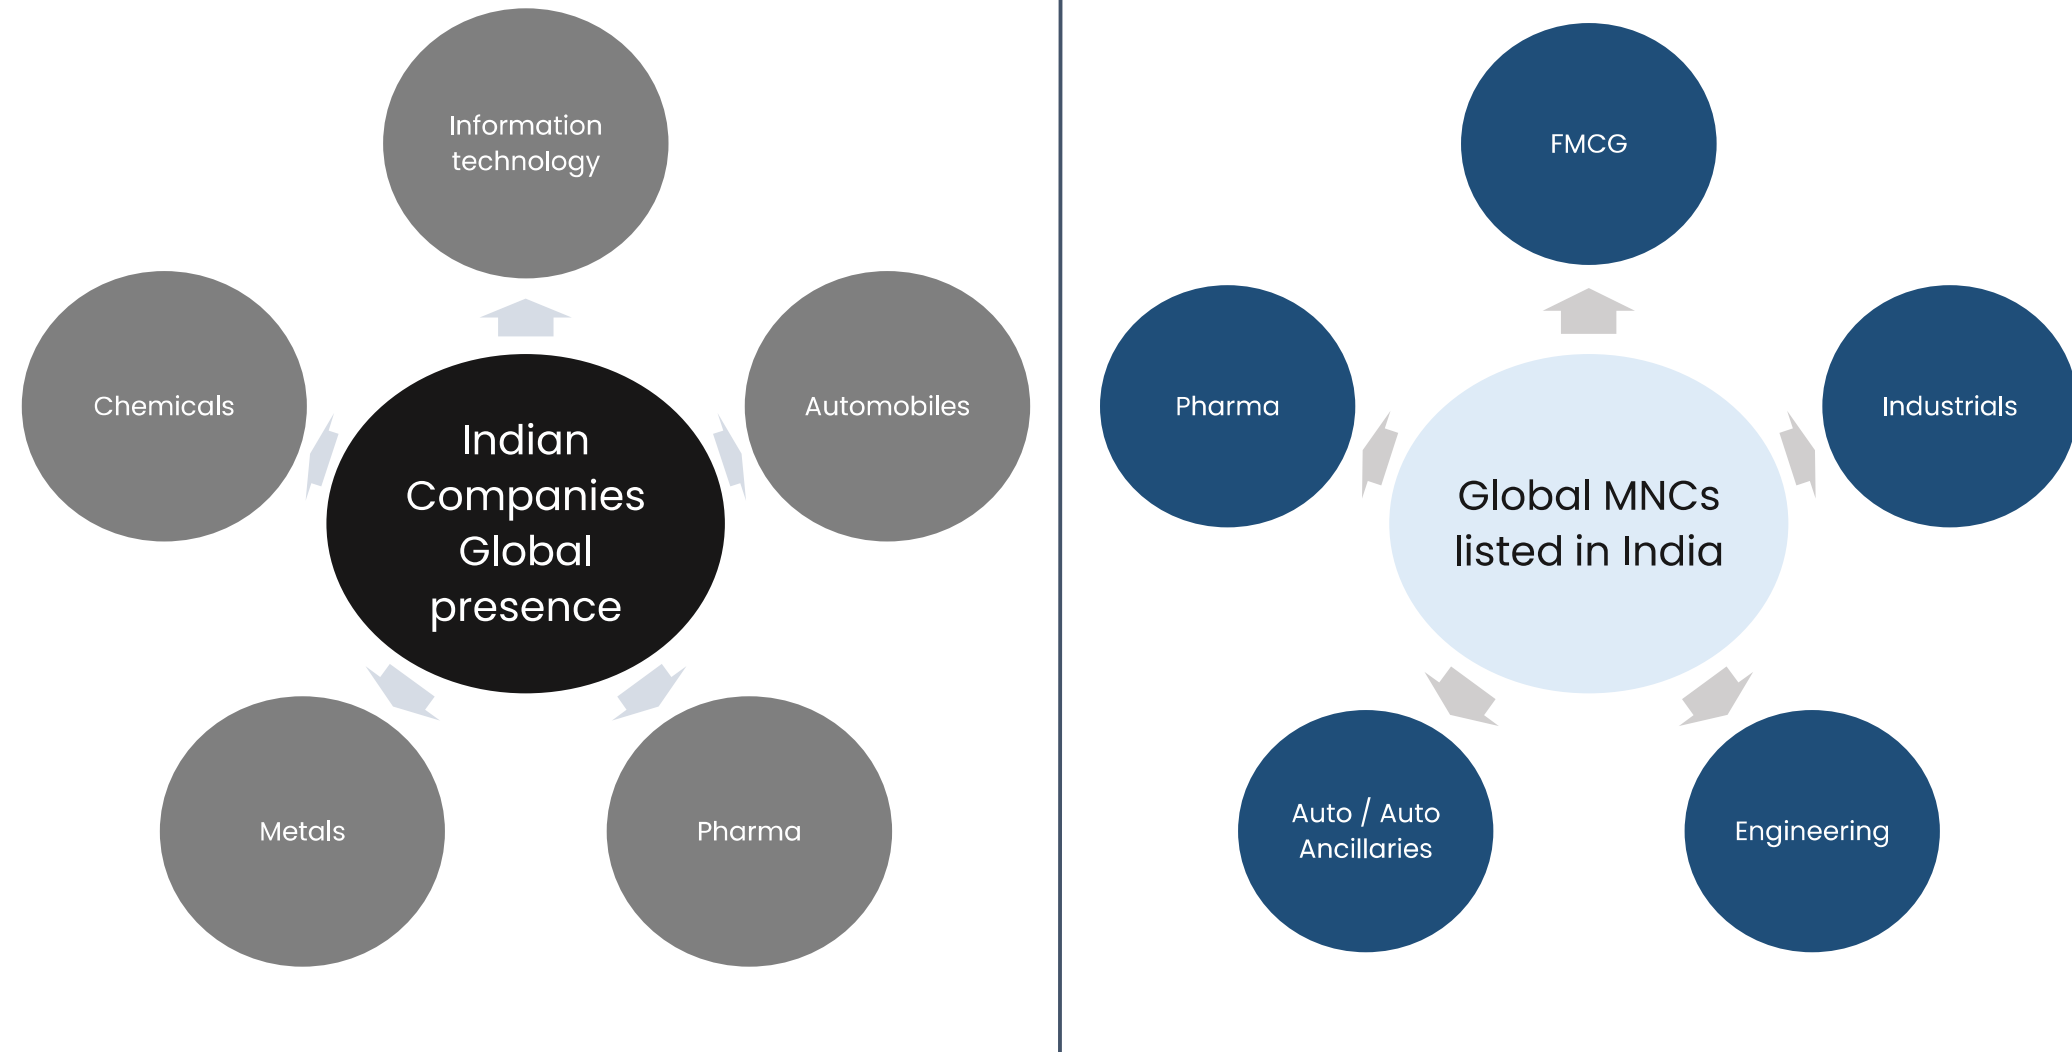 Information
technology
Chemicals
Automobiles
Indian
Companies
Global
presence
Metals
Pharma
FMCG
Pharma
Industrials
Global MNCs
listed in India
Auto / Auto
Ancillaries
Engineering